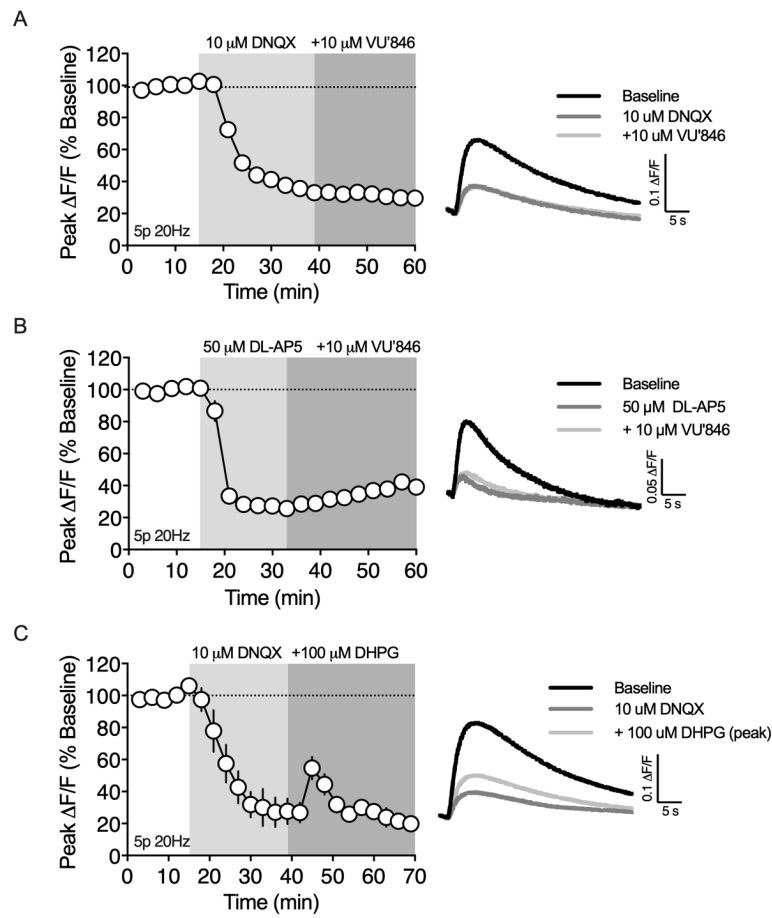 A
10 µM DNQX +10 µM VU'846
Peak ΔF/F (% Baseline)
120
100
80
60
40
20
0
5p 20Hz
0 10 20 30 40 50 60
Time (min)
Baseline
10 uM DNQX
+10 uM VU'846
0.1 ΔF/F
5 s
B
50 µM DL-AP5 +10 µM VU'846
Peak ΔF/F (% Baseline)
120
100
80
60
40
20
0
5p 20Hz
0 10 20 30 40 50 60
Time (min)
Baseline
50 µM DL-AP5
+ 10 µM VU'846
0.05 ΔF/F
5 s
C
10 µM DNQX +100 µM DHPG
Peak ΔF/F (% Baseline)
120
100
80
60
40
20
0
5p 20Hz
0 10 20 30 40 50 60 70
Time (min)
Baseline
10 uM DNQX
+ 100 uM DHPG (peak)
0.1 ΔF/F
5 s